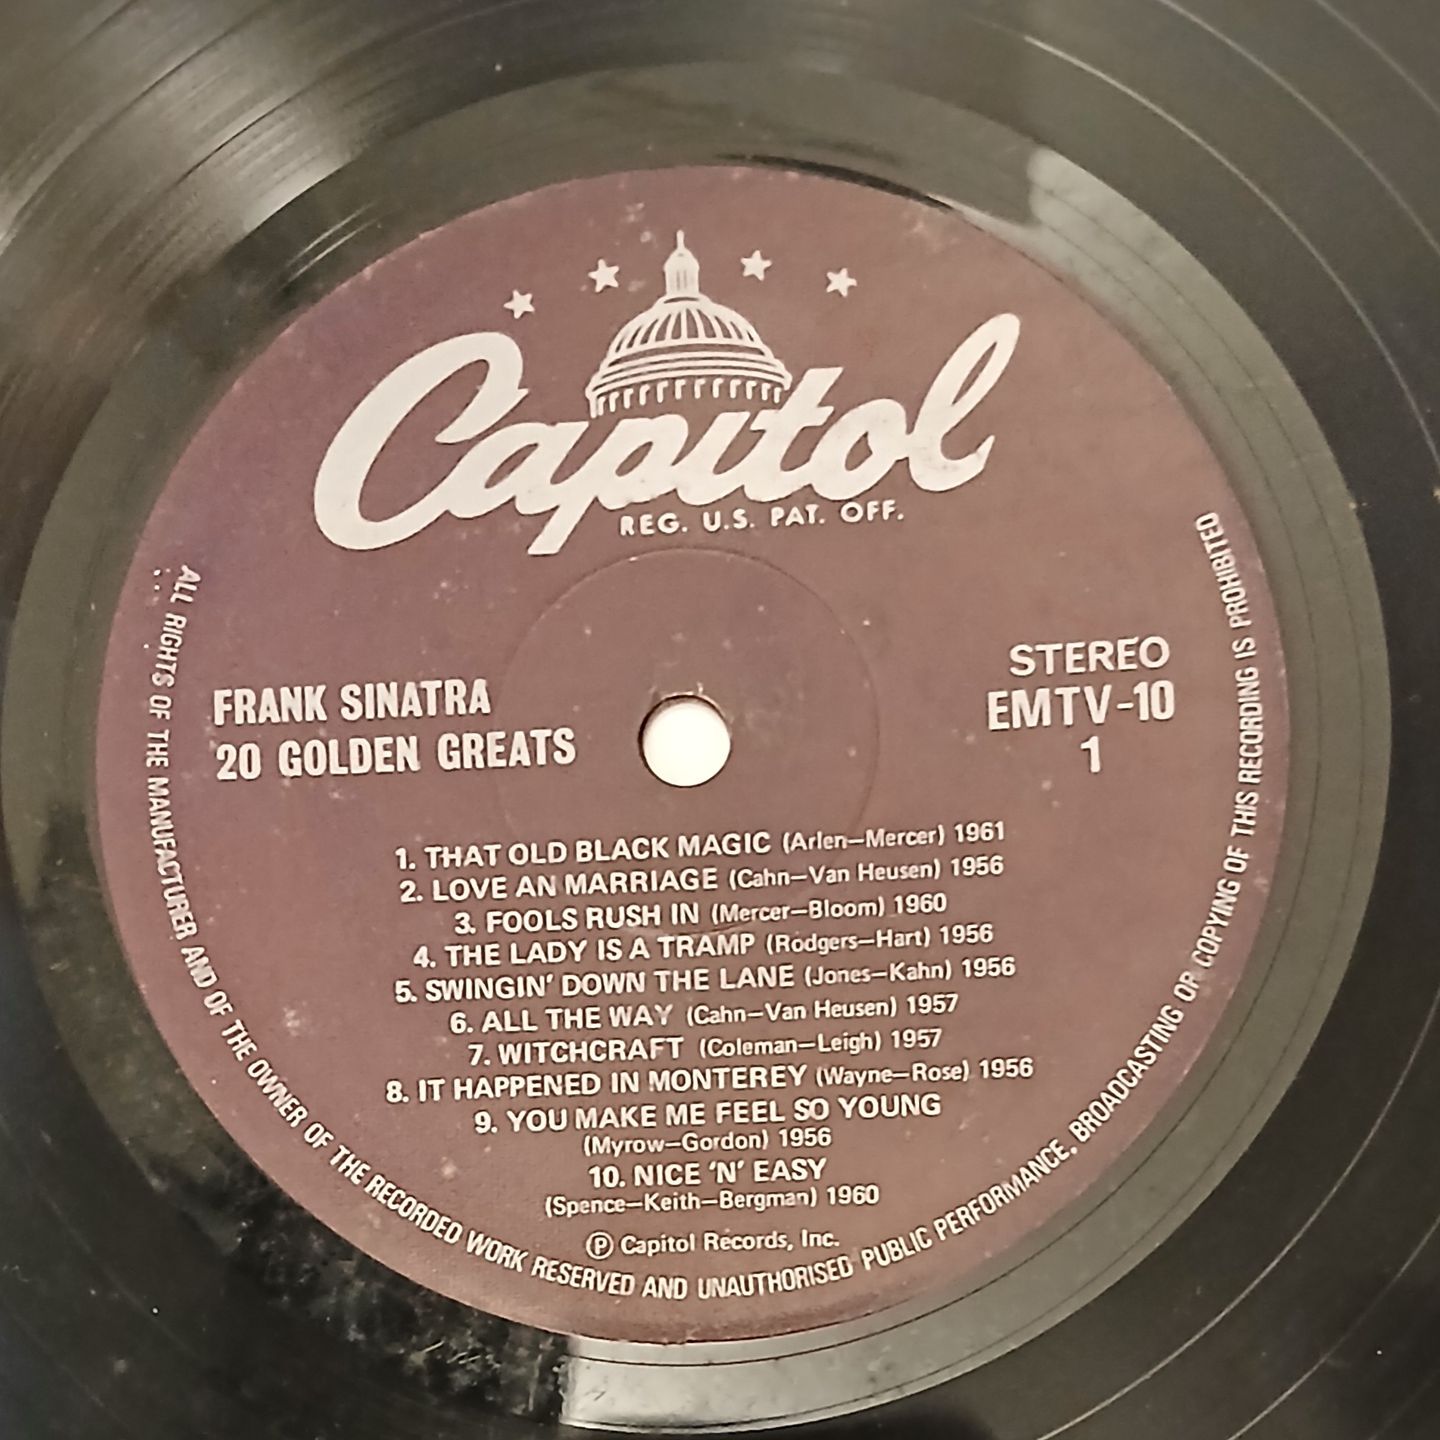 Capitol
REG. U.S. PAT. OFF.
FRANK SINATRA
20 GOLDEN GREATS
STEREO
EMTV-10
1
1. THAT OLD BLACK MAGIC (Arlen—Mercer) 1961
2. LOVE AN MARRIAGE (Cahn—Van Heusen) 1956
3. FOOLS RUSH IN (Mercer—Bloom) 1960
4. THE LADY IS A TRAMP (Rodgers—Hart) 1956
5. SWINGIN' DOWN THE LANE (Jones—Kahn) 1956
6. ALL THE WAY (Cahn—Van Heusen) 1957
7. WITCHCRAFT (Coleman—Leigh) 1957
8. IT HAPPENED IN MONTEREY (Wayne—Rose) 1956
9. YOU MAKE ME FEEL SO YOUNG
(Myrow—Gordon) 1956
10. NICE 'N' EASY
(Spence—Keith—Bergman) 1960
Ⓟ Capitol Records, Inc.
ALL RIGHTS OF THE MANUFACTURER AND OF THE OWNER OF THE RECORDED WORK RESERVED AND UNAUTHORISED PUBLIC PERFORMANCE, BROADCASTING OR COPYING OF THIS RECORDING IS PROHIBITED